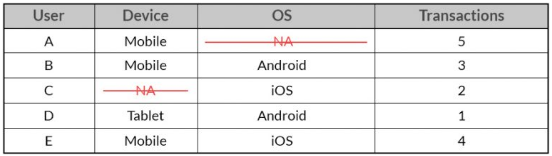 User Device OS Transactions
A Mobile NA 5
B Mobile Android 3
C NA iOS 2
D Tablet Android 1
E Mobile iOS 4